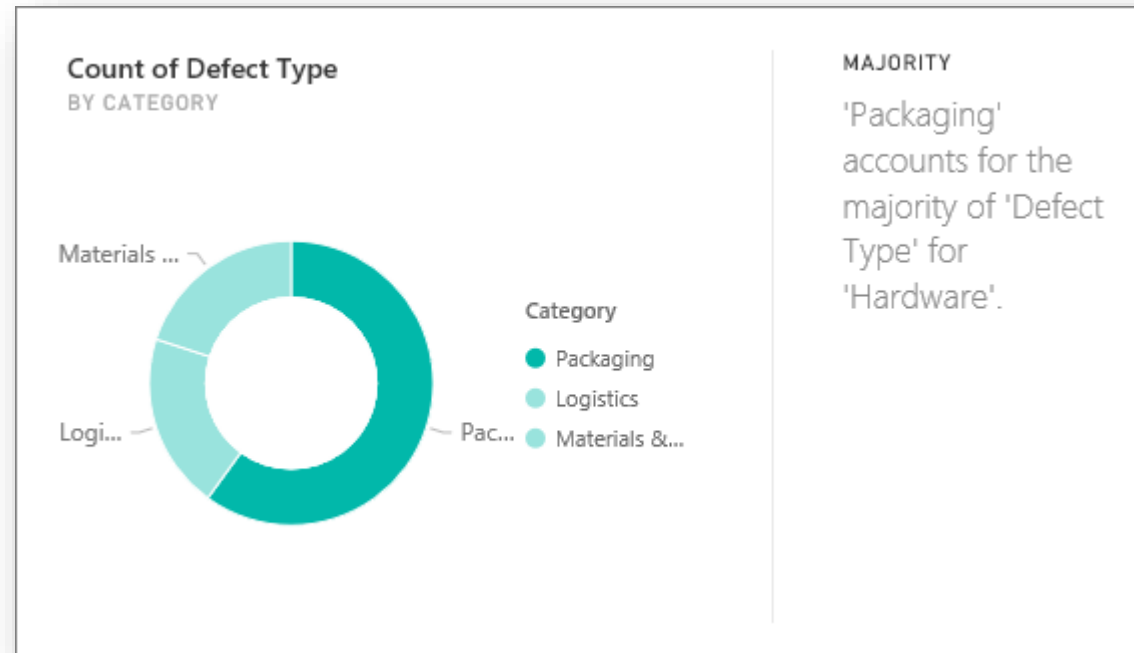 Count of Defect Type
BY CATEGORY
Materials ...
Logi...
Pac...
Category
Packaging
Logistics
Materials &...
MAJORITY
'Packaging'
accounts for the
majority of 'Defect
Type' for
'Hardware'.